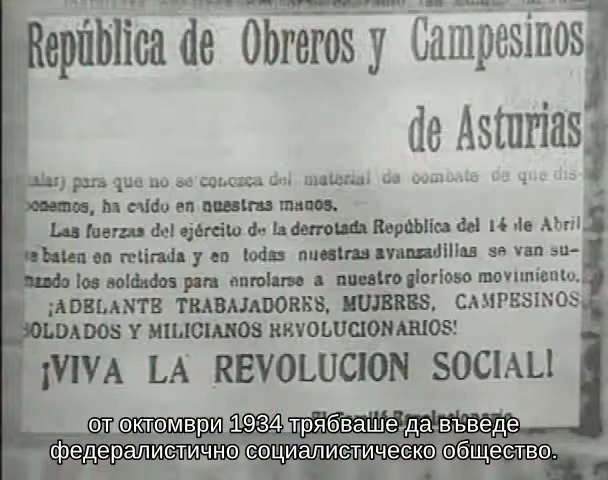 República de Obreros y Campesinos
de Asturias
para que no se conozca del material de combate de que dis-
ponemos, ha caído en nuestras manos.
Las fuerzas del ejército de la derrotada República del 14 de Abril
se baten en retirada y en todas nuestras avanzadillas se van su-
mando los soldados para enrolarse a nuestro glorioso movimiento.
¡ADELANTE TRABAJADORES, MUJERES, CAMPESINOS
SOLDADOS Y MILICIANOS REVOLUCIONARIOS!
¡VIVA LA REVOLUCION SOCIAL!
El Comité Revolucionario
от октомври 1934 трябваше да въведе
федералистично социалистическо общество.